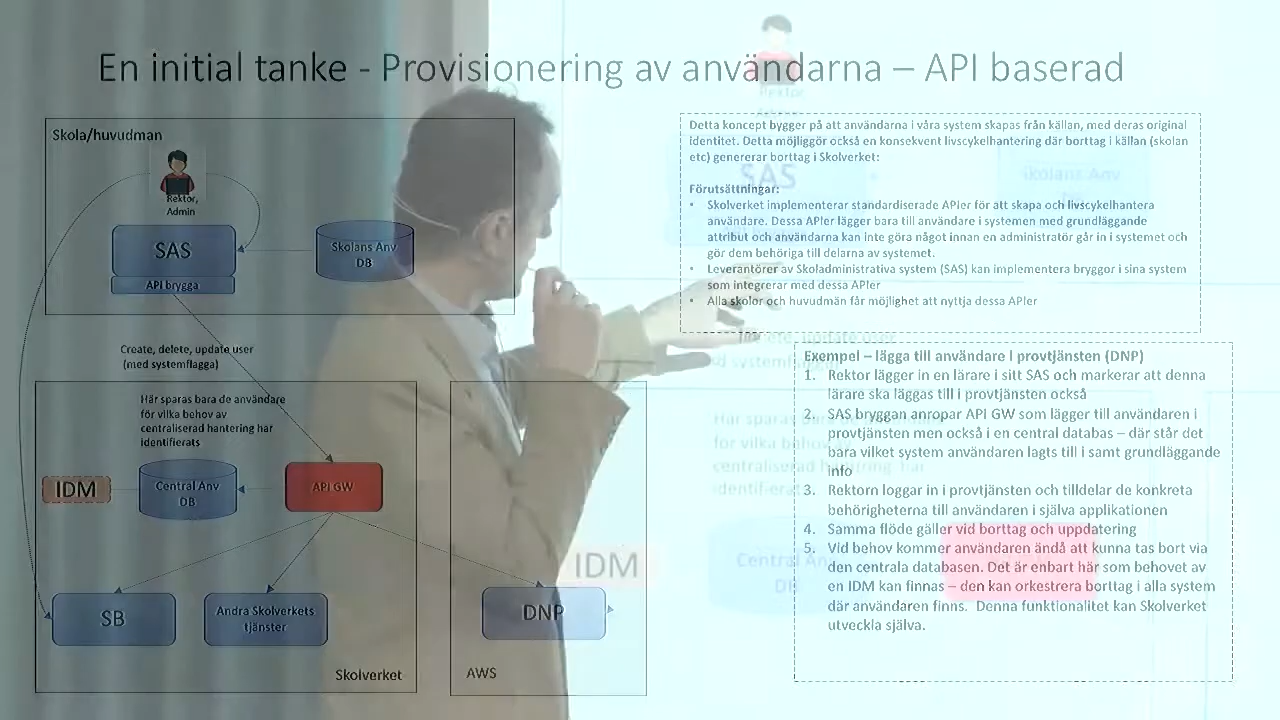 En initial tanke - Provisionering av användarna – API baserad
Skola/huvudman
Rektor,
Admin
SAS
API brygga
Skolans Anv
DB
Create, delete, update user
(med systemflagga)
Här sparas bara de användare
för vilka behov av
centraliserad hantering har
identifierats
IDM
Central Anv
DB
API GW
SB
Andra Skolverkets
tjänster
Skolverket
DNP
AWS
Detta koncept bygger på att användarna i våra system skapas från källan, med deras original
identitet. Detta möjliggör också en konsekvent livscykelhantering där borttag i källan (skolan
etc) genererar borttag i Skolverket:
Förutsättningar:
• Skolverket implementerar standardiserade APIer för att skapa och livscykelhantera
användare. Dessa APIer lägger bara till användare i systemen med grundläggande
attribut och användarna kan inte göra något innan en administratör går in i systemet och
gör dem behöriga till delarna av systemet.
• Leverantörer av Skoladministrativa system (SAS) kan implementera bryggor i sina system
som integrerar med dessa APIer
• Alla skolor och huvudmän får möjlighet att nyttja dessa APIer
Exempel – lägga till användare i provtjänsten (DNP)
1. Rektor lägger in en lärare i sitt SAS och markerar att denna
lärare ska läggas till i provtjänsten också
2. SAS bryggan anropar API GW som lägger till användaren i
provtjänsten men också i en central databas – där står det
bara vilket system användaren lagts till i samt grundläggande
info
3. Rektorn loggar in i provtjänsten och tilldelar de konkreta
behörigheterna till användaren i själva applikationen
4. Samma flöde gäller vid borttag och uppdatering
5. Vid behov kommer användaren ändå att kunna tas bort via
den centrala databasen. Det är enbart här som behovet av
en IDM kan finnas – den kan orkestrera borttag i alla system
där användaren finns. Denna funktionalitet kan Skolverket
utveckla själva.
Rektor,
SAS
Skolans Anv
IDM
Central Anv
DB